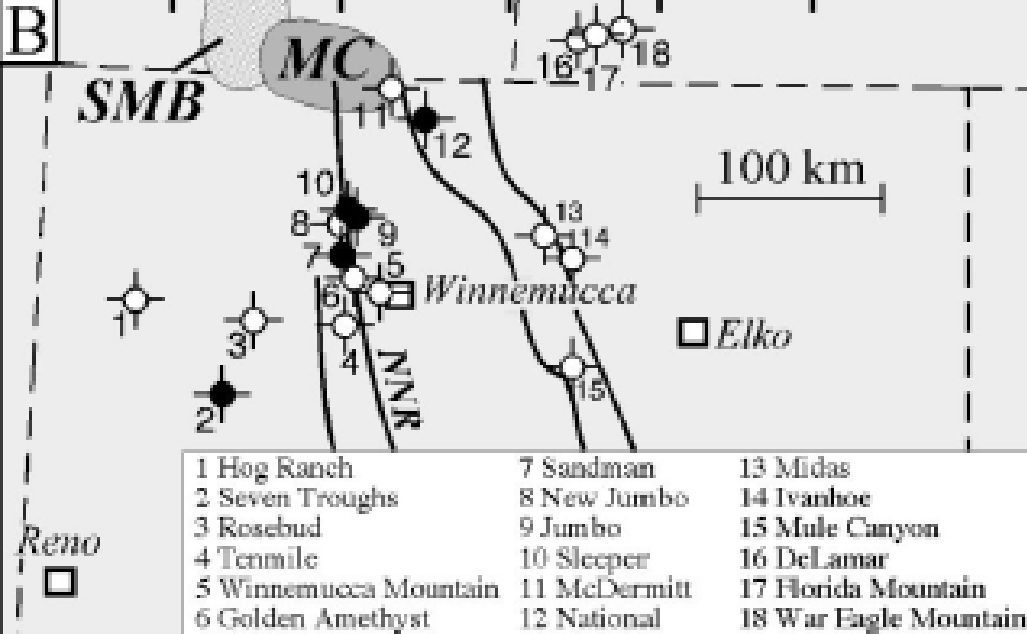 B
MC
SMB
16
17
18
11
12
100 km
10
8
9
7
13
14
5
6
Winnemucca
1
3
4
Elko
2
NNR
15
Reno
1 Hog Ranch
2 Seven Troughs
3 Rosebud
4 Tenmile
5 Winnemucca Mountain
6 Golden Amethyst
7 Sandman
8 New Jumbo
9 Jumbo
10 Sleeper
11 McDermitt
12 National
13 Midas
14 Ivanhoe
15 Mule Canyon
16 DeLamar
17 Florida Mountain
18 War Eagle Mountain